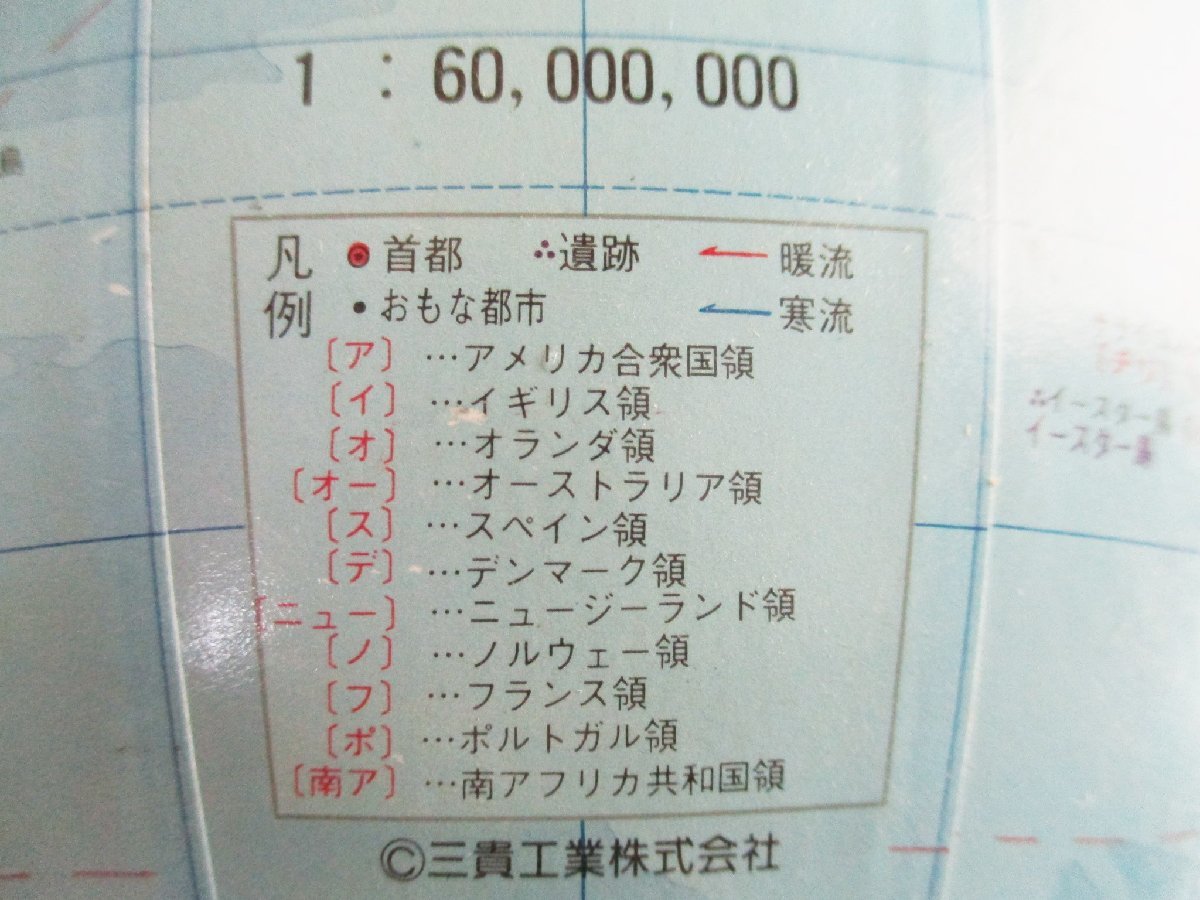 1 : 60,000,000
凡例
首都 遺跡 暖流
おもな都市 寒流
〔ア〕…アメリカ合衆国領
〔イ〕…イギリス領
〔オ〕…オランダ領
〔オー〕…オーストラリア領
〔ス〕…スペイン領
〔デ〕…デンマーク領
〔ニュー〕…ニュージーランド領
〔ノ〕…ノルウェー領
〔フ〕…フランス領
〔ポ〕…ポルトガル領
〔南ア〕…南アフリカ共和国領
©三貴工業株式会社
イースター島
イースター島